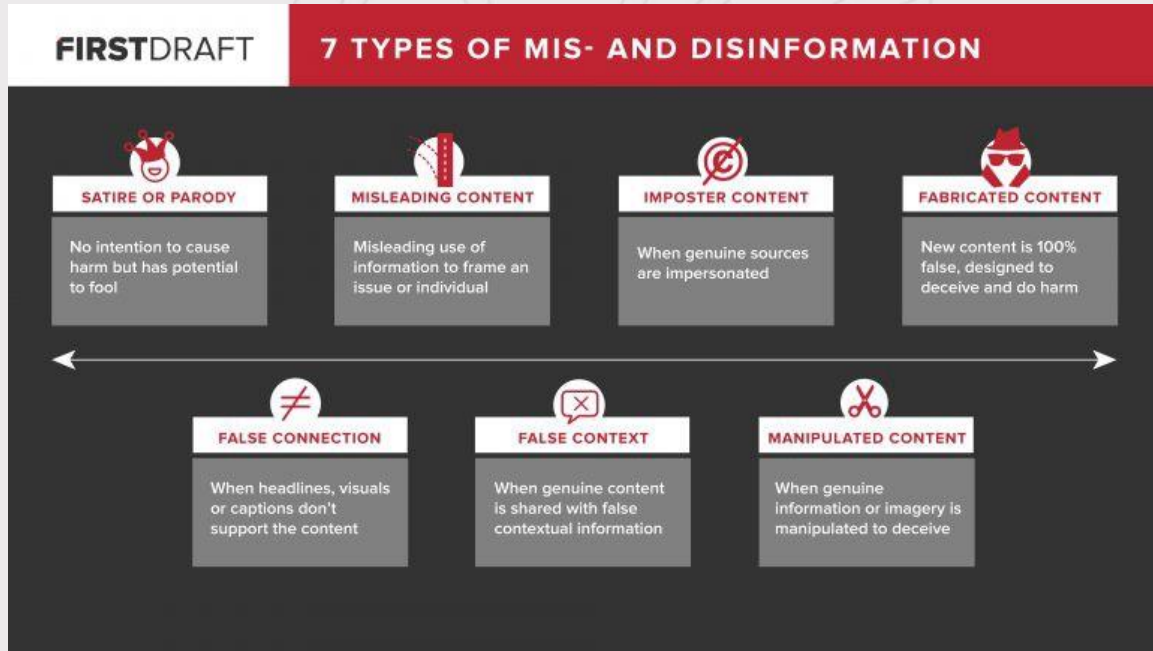 FIRSTDRAFT
7 TYPES OF MIS- AND DISINFORMATION
SATIRE OR PARODY
No intention to cause
harm but has potential
to fool
MISLEADING CONTENT
Misleading use of
information to frame an
issue or individual
IMPOSTER CONTENT
When genuine sources
are impersonated
FABRICATED CONTENT
New content is 100%
false, designed to
deceive and do harm
FALSE CONNECTION
When headlines, visuals
or captions don't
support the content
FALSE CONTEXT
When genuine content
is shared with false
contextual information
MANIPULATED CONTENT
When genuine
information or imagery is
manipulated to deceive